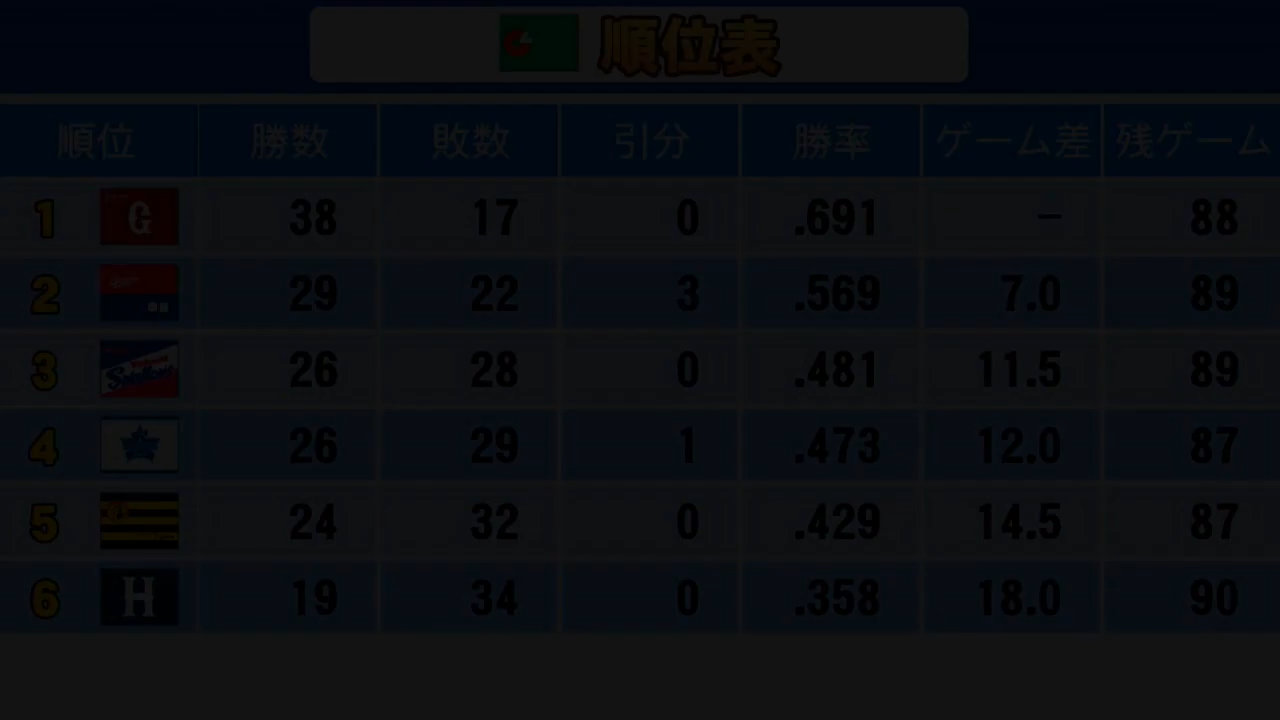 順位表
順位 勝数 敗数 引分 勝率 ゲーム差 残ゲーム
1 G 38 17 0 .691 － 88
2 29 22 3 .569 7.0 89
3 26 28 0 .481 11.5 89
4 26 29 1 .473 12.0 87
5 24 32 0 .429 14.5 87
6 H 19 34 0 .358 18.0 90